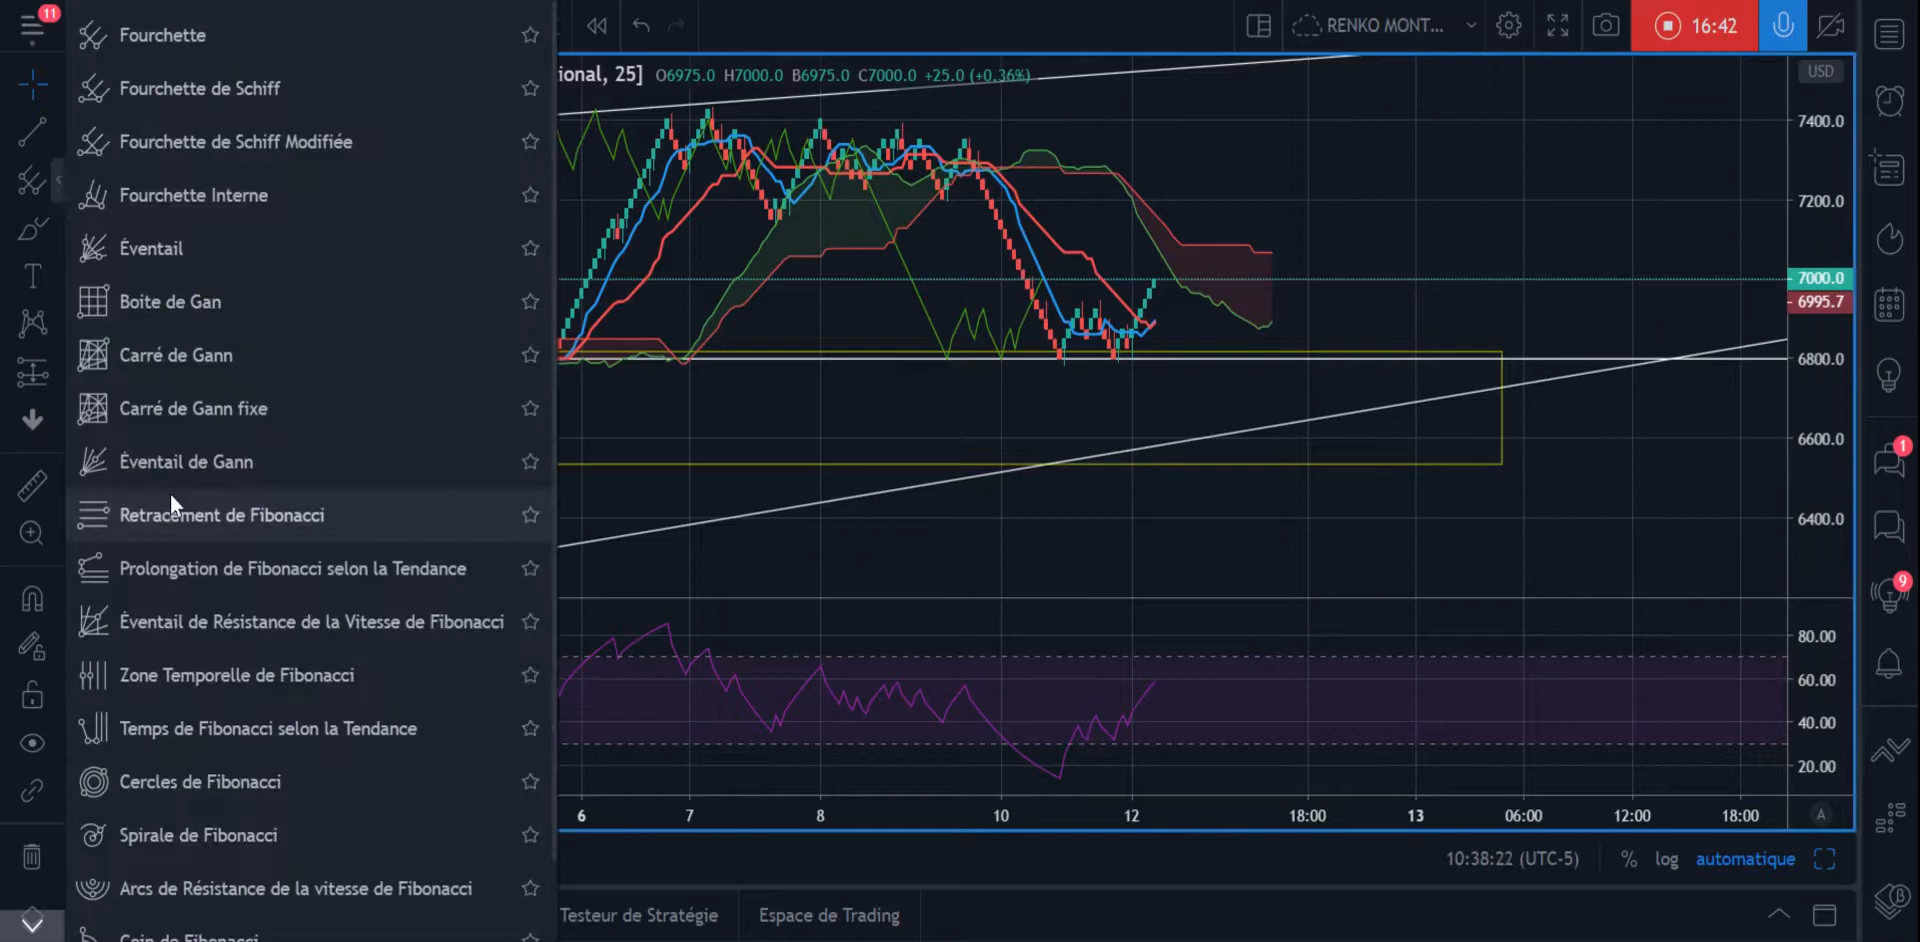 11
Fourchette
Fourchette de Schiff
Fourchette de Schiff Modifiée
Fourchette Interne
Éventail
Boite de Gan
Carré de Gann
Carré de Gann fixe
Éventail de Gann
Retracement de Fibonacci
Prolongation de Fibonacci selon la Tendance
Éventail de Résistance de la Vitesse de Fibonacci
Zone Temporelle de Fibonacci
Temps de Fibonacci selon la Tendance
Cercles de Fibonacci
Spirale de Fibonacci
Arcs de Résistance de la vitesse de Fibonacci
Coin de Fibonacci
RENKO MONT...
16:42
ional, 25] O6975.0 H7000.0 B6975.0 C7000.0 +25.0 (+0.36%)
USD
7400.0
7200.0
7000.0
6995.7
6800.0
6600.0
6400.0
80.00
60.00
40.00
20.00
6 7 8 10 12 18:00 13 06:00 12:00 18:00 A
10:38:22 (UTC-5) % log automatique
Testeur de Stratégie Espace de Trading
1
9